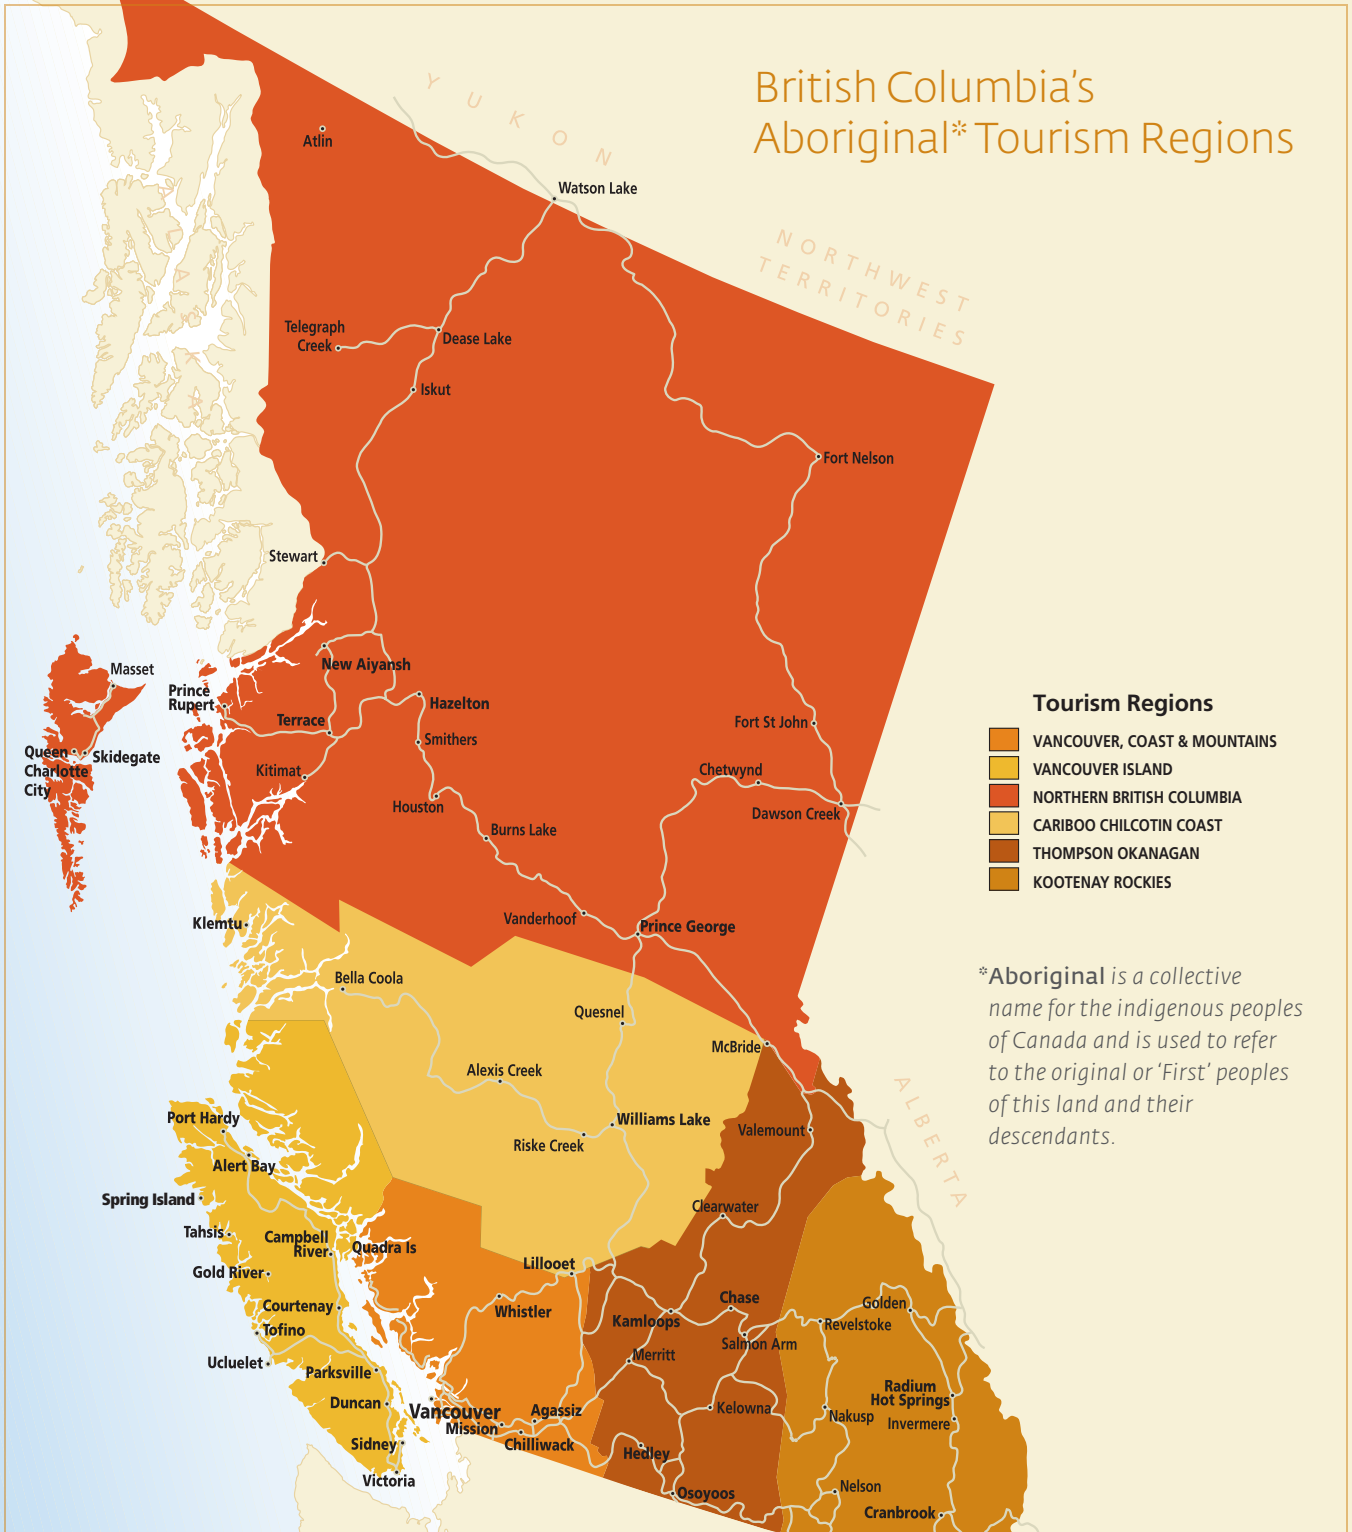 British Columbia's
Aboriginal* Tourism Regions
YUKON
Atlin
Watson Lake
NORTHWEST
TERRITORIES
Telegraph
Creek
Dease Lake
Iskut
Fort Nelson
Stewart
New Aiyansh
Masset
Prince
Rupert
Hazelton
Terrace
Fort St John
Smithers
Queen
Charlotte
City
Skidegate
Kitimat
Chetwynd
Houston
Dawson Creek
Burns Lake
Vanderhoof
Prince George
Klemtu
Bella Coola
Quesnel
McBride
Alexis Creek
Williams Lake
Riske Creek
Valemount
Port Hardy
Alert Bay
Spring Island
Clearwater
Tahsis
Campbell
River
Quadra Is
Gold River
Lillooet
Courtenay
Whistler
Chase
Golden
Kamloops
Revelstoke
Tofino
Salmon Arm
Ucluelet
Merritt
Parksville
Radium
Hot Springs
Duncan
Vancouver
Agassiz
Kelowna
Nakusp
Invermere
Mission
Sidney
Chilliwack
Hedley
Victoria
Osoyoos
Nelson
Cranbrook
ALBERTA
Tourism Regions
VANCOUVER, COAST & MOUNTAINS
VANCOUVER ISLAND
NORTHERN BRITISH COLUMBIA
CARIBOO CHILCOTIN COAST
THOMPSON OKANAGAN
KOOTENAY ROCKIES
*Aboriginal is a collective
name for the indigenous peoples
of Canada and is used to refer
to the original or 'First' peoples
of this land and their
descendants.